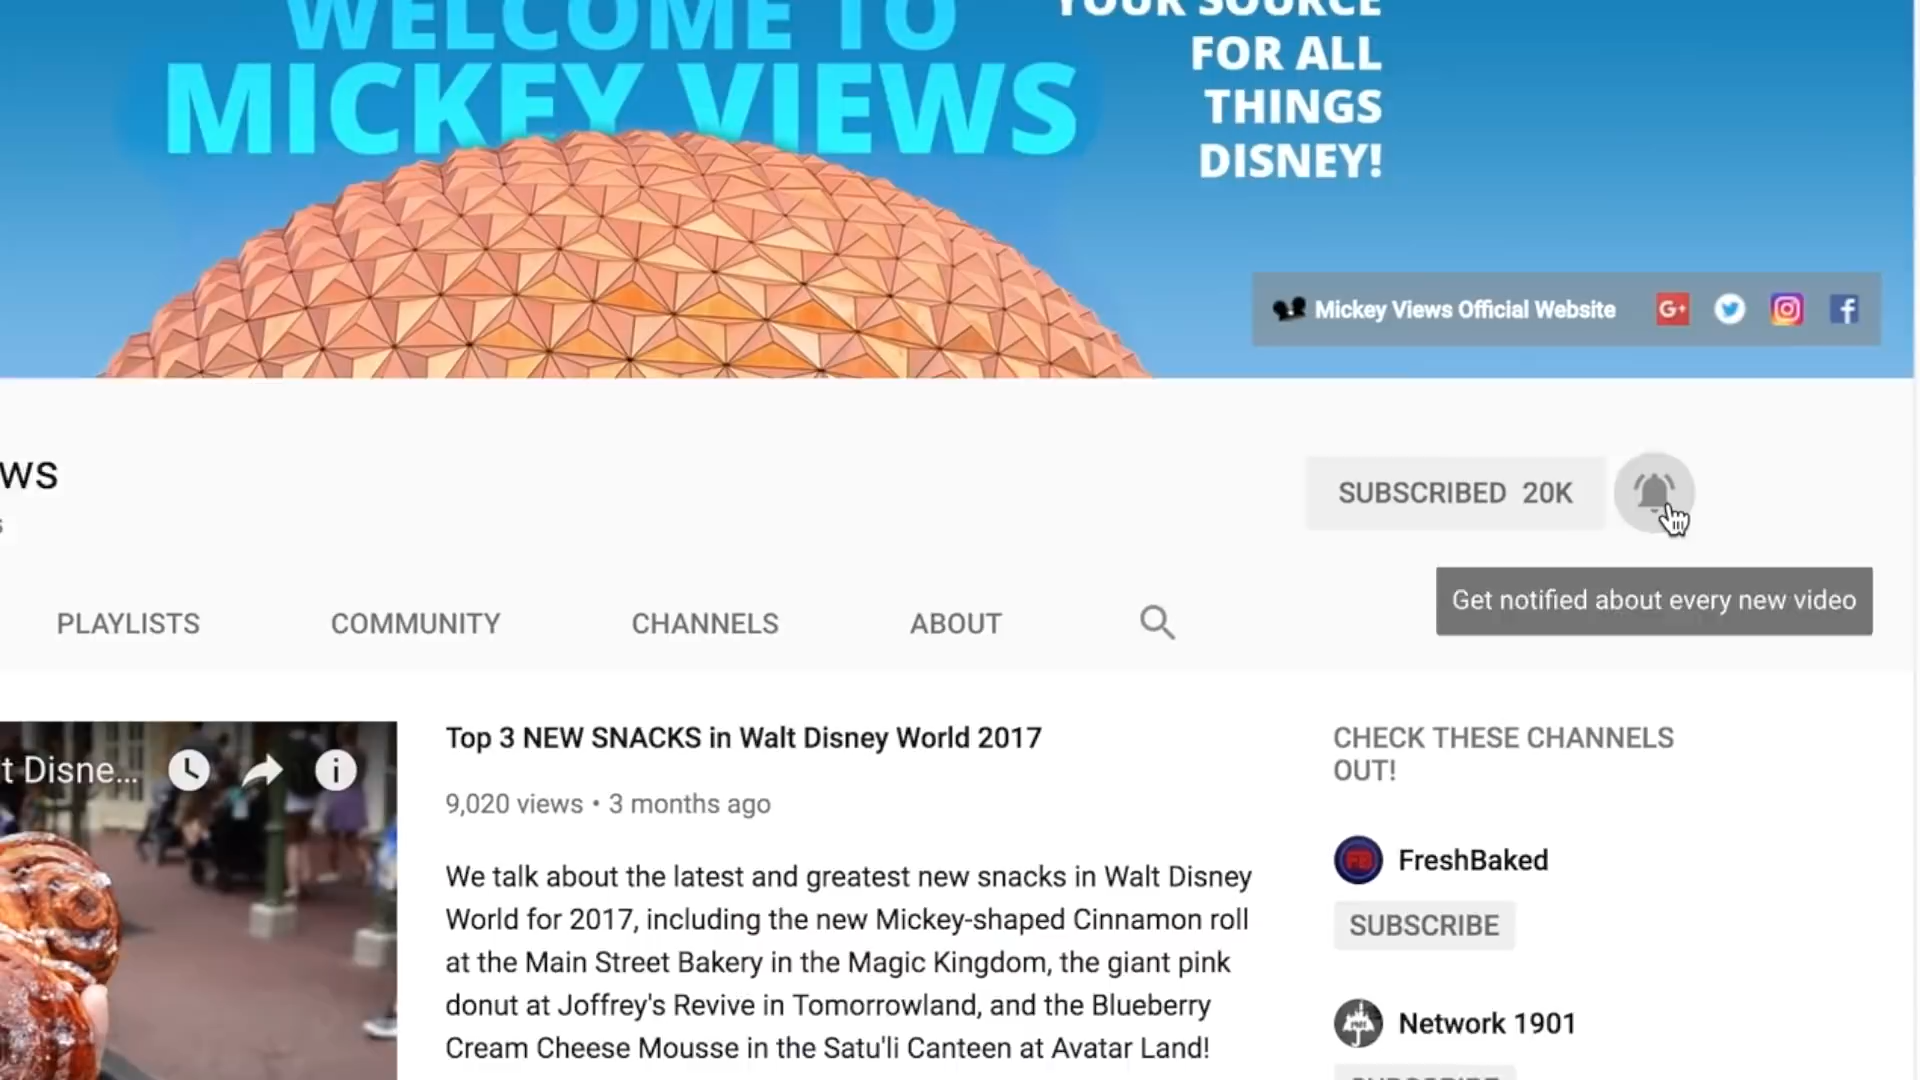 WELCOME TO
MICKEY VIEWS
YOUR SOURCE
FOR ALL
THINGS
DISNEY!
Mickey Views Official Website
G+
f
ws
s
SUBSCRIBED 20K
Get notified about every new video
PLAYLISTS COMMUNITY CHANNELS ABOUT
t Disne...
Top 3 NEW SNACKS in Walt Disney World 2017
9,020 views • 3 months ago
We talk about the latest and greatest new snacks in Walt Disney
World for 2017, including the new Mickey-shaped Cinnamon roll
at the Main Street Bakery in the Magic Kingdom, the giant pink
donut at Joffrey's Revive in Tomorrowland, and the Blueberry
Cream Cheese Mousse in the Satu'li Canteen at Avatar Land!
CHECK THESE CHANNELS
OUT!
FB
FreshBaked
SUBSCRIBE
Network 1901
SUBSCRIBE